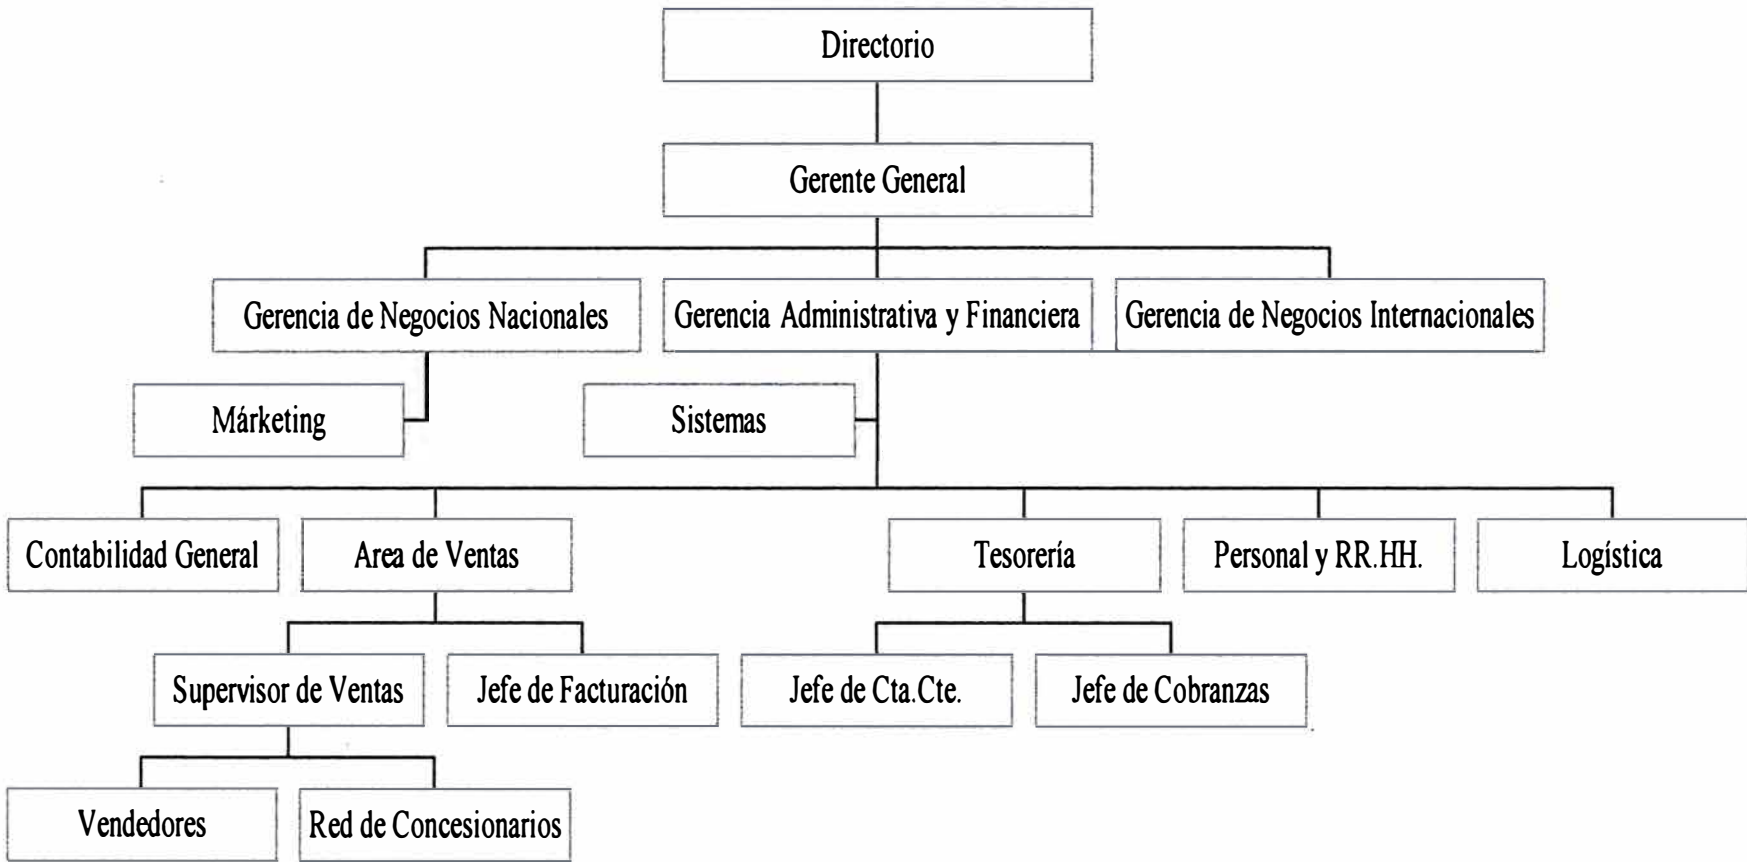 Directorio
Gerente General
Gerencia de Negocios Nacionales
Gerencia Administrativa y Financiera
Gerencia de Negocios Internacionales
Márketing
Sistemas
Contabilidad General
Area de Ventas
Tesorería
Personal y RR.HH.
Logística
Supervisor de Ventas
Jefe de Facturación
Jefe de Cta.Cte.
Jefe de Cobranzas
Vendedores
Red de Concesionarios